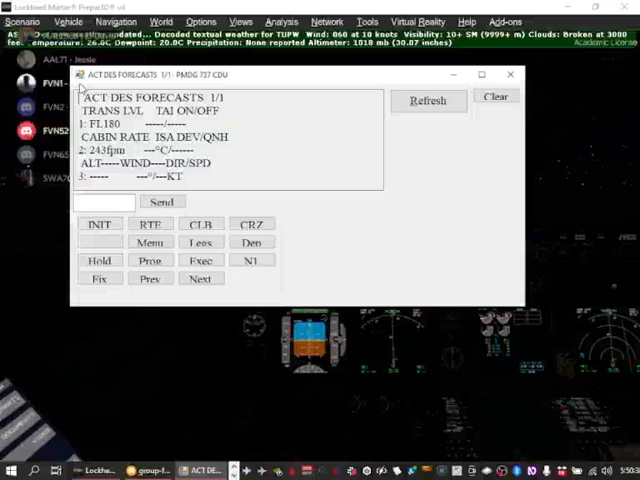 Lockheed Martin® Prepar3D® v4
Scenario Vehicle Navigation World Options Views Analysis Network Tools Virtual Reality Help Add-ons
updated... Decoded textual weather for TUPW Wind: 060 at 10 knots Visibility: 10+ SM (9999+ m) Clouds: Broken at 3000
Temperature: 26.0C Dewpoint: 20.0C Precipitation: None reported Altimeter: 1018 mb (30.07 inches)
Academic License
AAL71 - Jessie
FVN1 -
FVN2 -
FVN52
FVN65
SWA70
ACT DES FORECASTS 1/1 - PMDG 737 CDU
ACT DES FORECASTS 1/1
TRANS LVL TAI ON/OFF
1: FL180 -----/-----
CABIN RATE ISA DEV/QNH
2: 243fpm ---°C/------
ALT-----WIND----DIR/SPD
3: ----- ---°/---KT
Refresh
Clear
Send
INIT RTE CLB CRZ
Menu Legs Dep
Hold Prog Exec N1
Fix Prev Next
Lockhe...
group-f...
ACT DE...